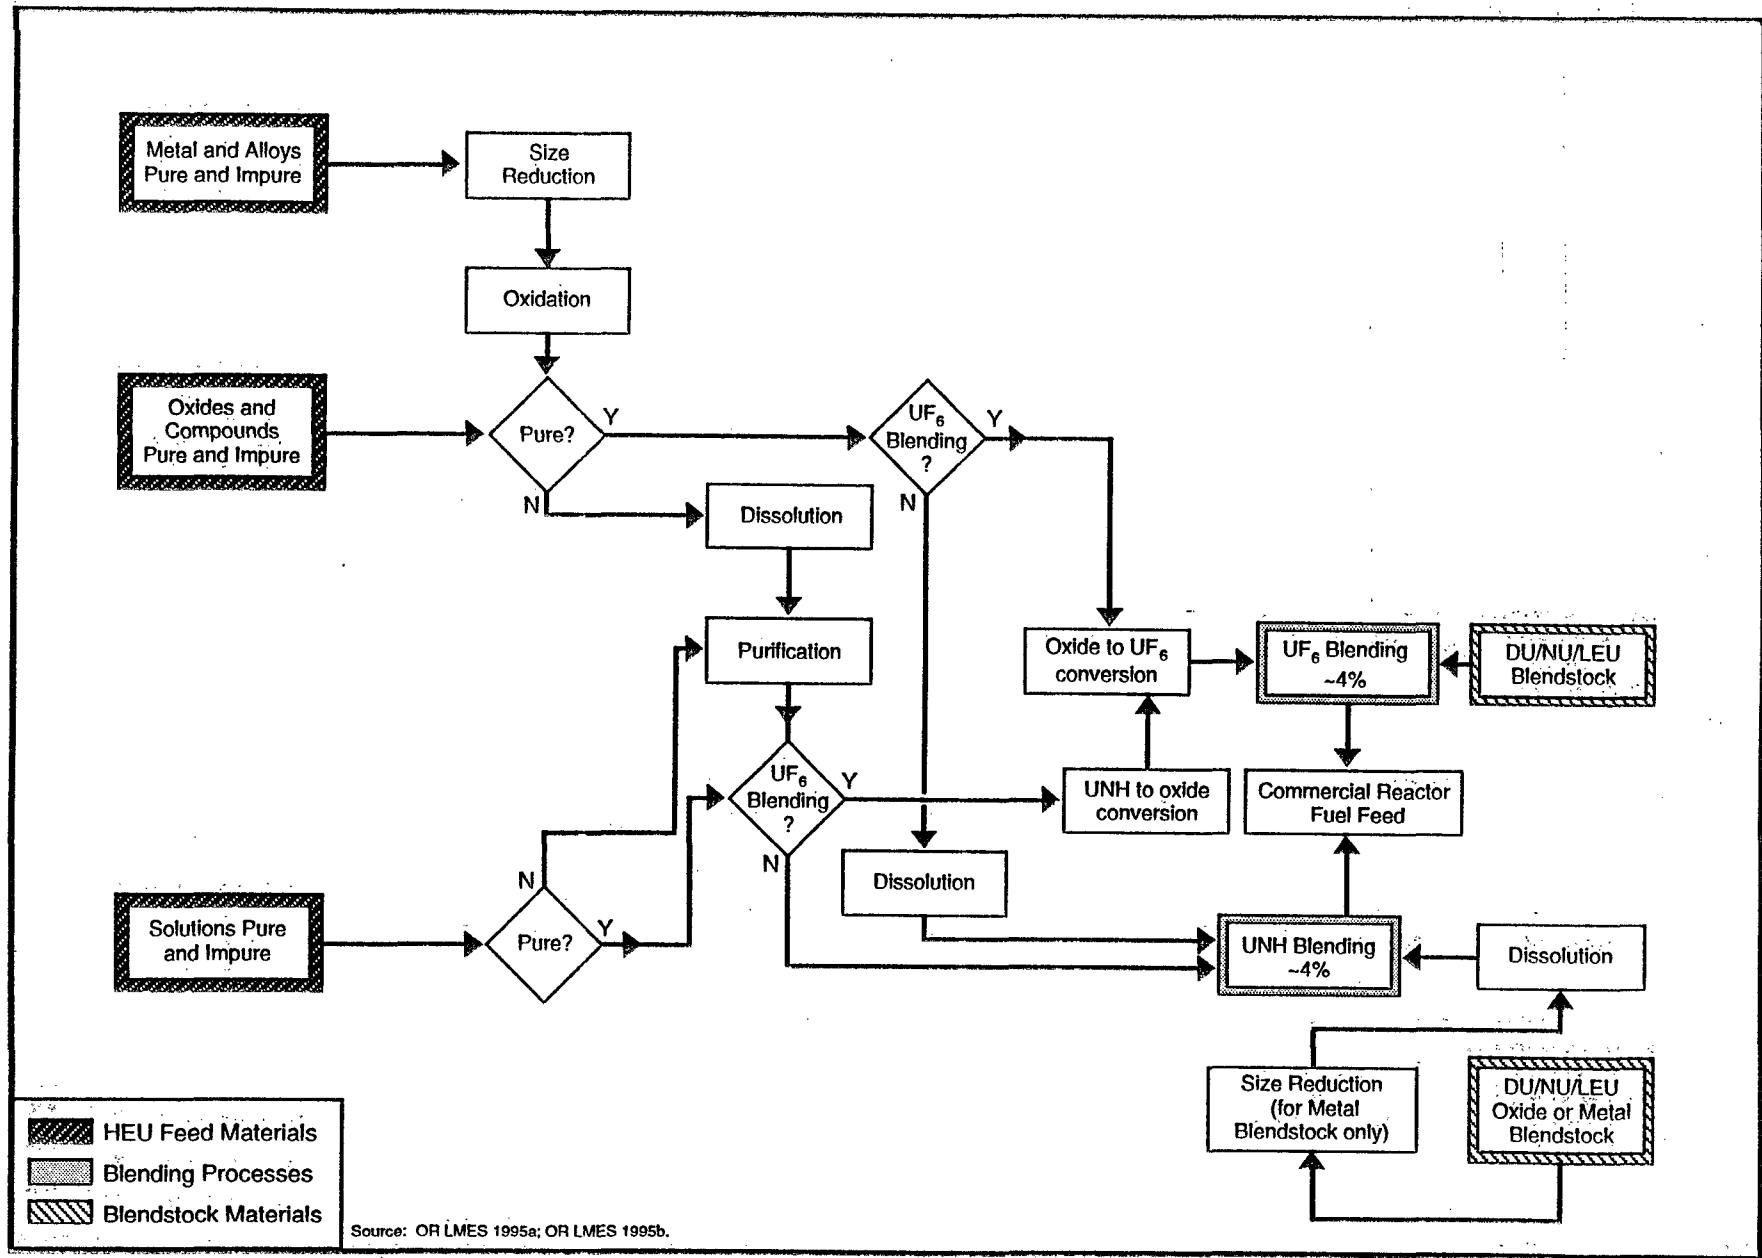 Metal and Alloys
Pure and Impure
Size
Reduction
Oxidation
Oxides and
Compounds
Pure and Impure
Pure?
Y
N
UF6
Blending
?
Y
N
Dissolution
Purification
UF6
Blending
?
Y
N
Oxide to UF6
conversion
UF6 Blending
~4%
DU/NU/LEU
Blendstock
UNH to oxide
conversion
Commercial Reactor
Fuel Feed
Dissolution
Solutions Pure
and Impure
N
Pure?
Y
UNH Blending
~4%
Dissolution
Size Reduction
(for Metal
Blendstock only)
DU/NU/LEU
Oxide or Metal
Blendstock
HEU Feed Materials
Blending Processes
Blendstock Materials
Source: OR LMES 1995a; OR LMES 1995b.